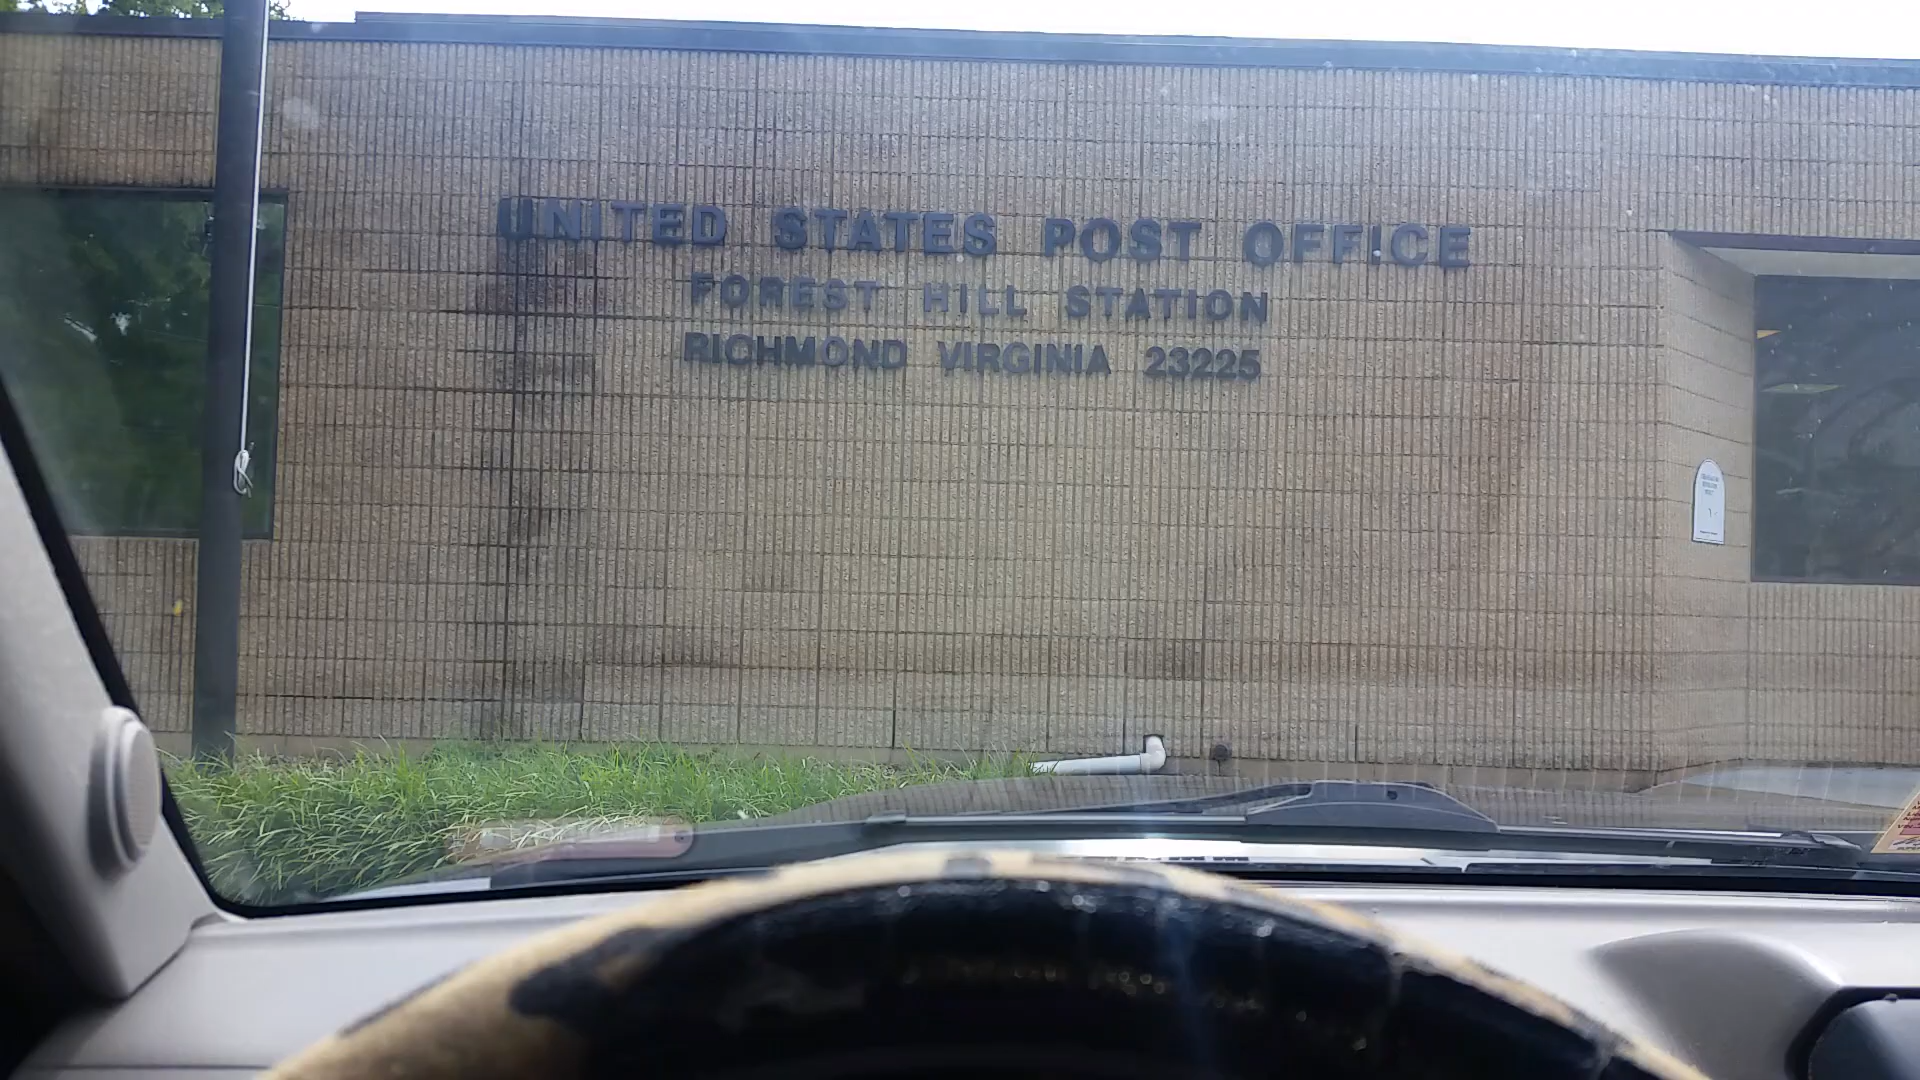 UNITED STATES POST OFFICE
FOREST HILL STATION
RICHMOND VIRGINIA 23225